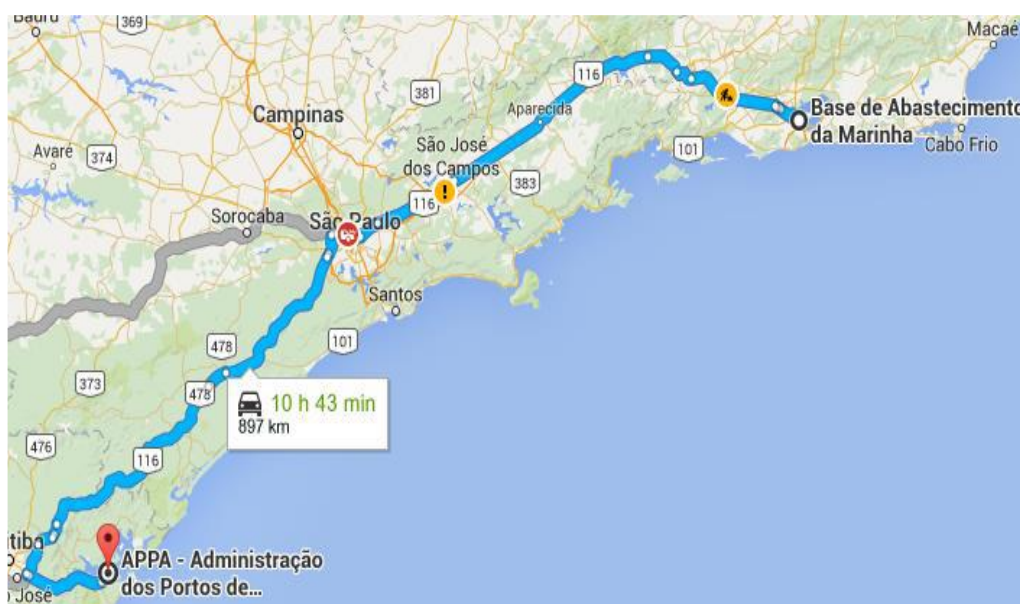 Bauru
369
Macaé
381
116
Campinas
Aparecida
Base de Abastecimento
da Marinha
Avaré
374
São José
dos Campos
101
Cabo Frio
116
383
Sorocaba
São Paulo
Santos
478
101
373
478
10 h 43 min
897 km
476
116
itiba
APPA - Administração
dos Portos de...
José